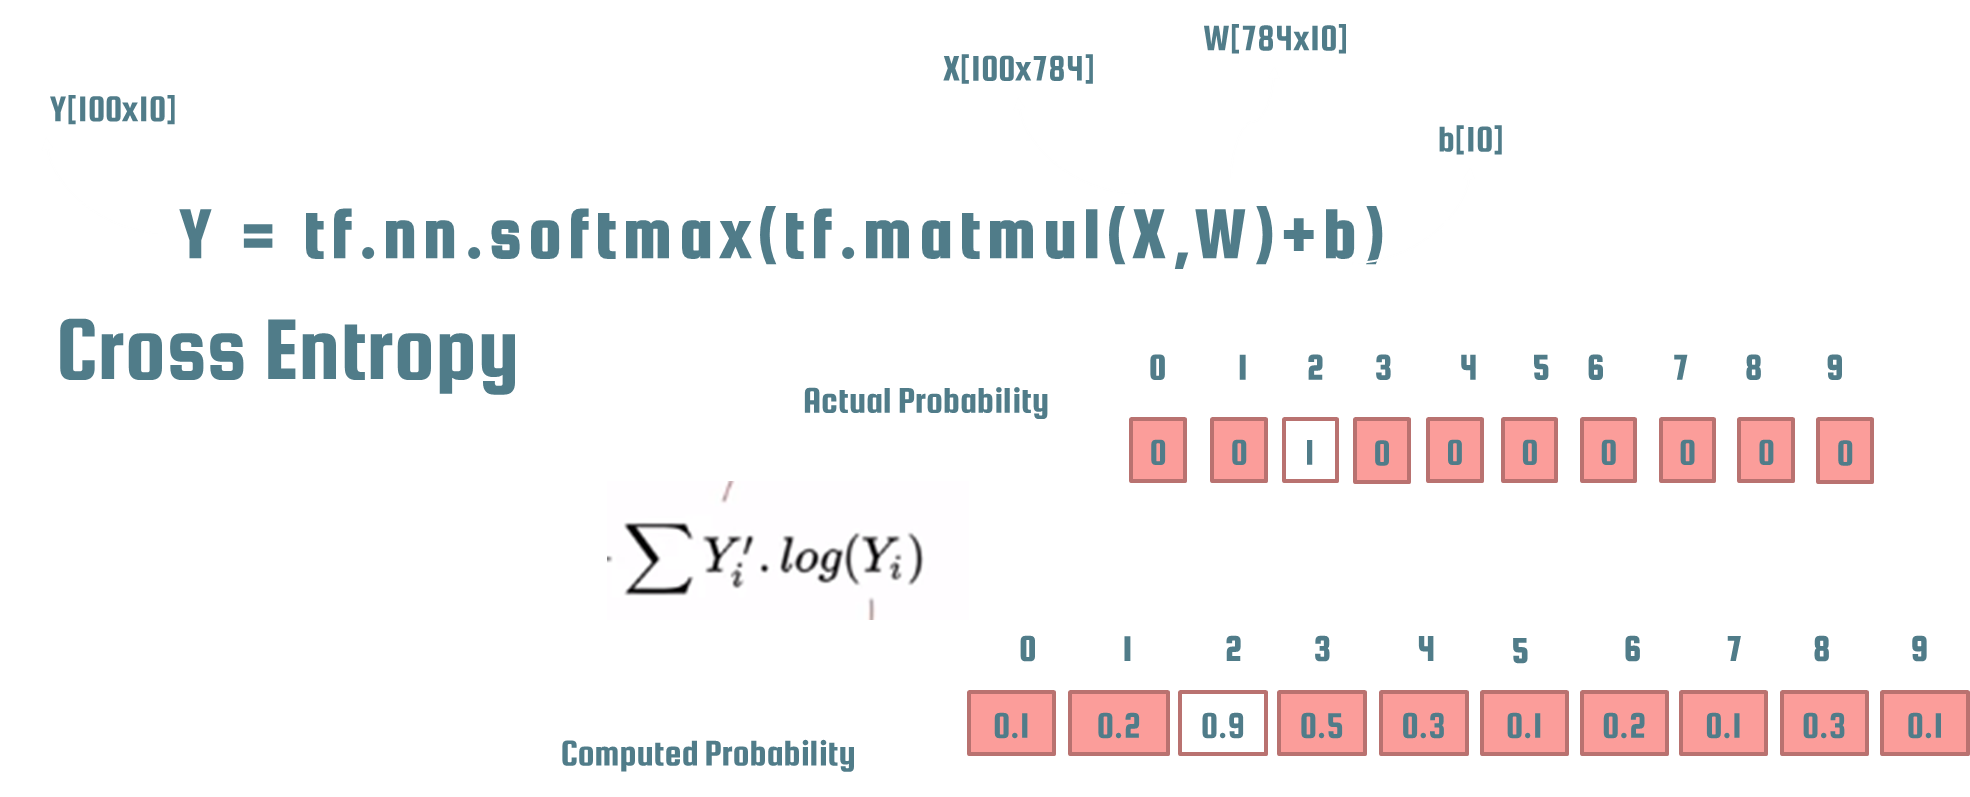 W[784x10]
X[100x784]
Y[100x10]
b[10]
Y = tf.nn.softmax(tf.matmul(X,W)+b)
Cross Entropy
0 1 2 3 4 5 6 7 8 9
Actual Probability
0 0 1 0 0 0 0 0 0 0
∑ Y′ᵢ . log(Yᵢ)
0 1 2 3 4 5 6 7 8 9
0.1 0.2 0.9 0.5 0.3 0.1 0.2 0.1 0.3 0.1
Computed Probability